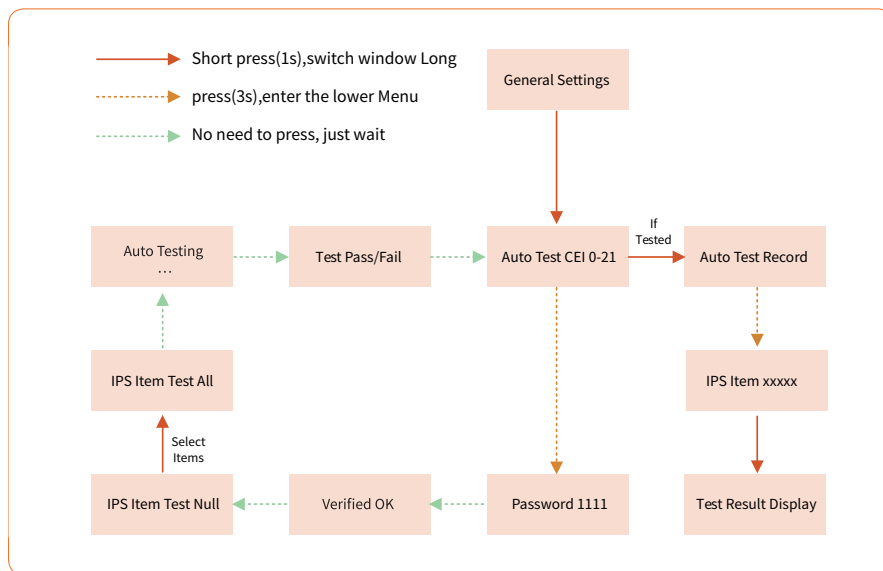 Short press(1s),switch window Long
press(3s),enter the lower Menu
No need to press, just wait
General Settings
If
Tested
Auto Testing
...
Test Pass/Fail
Auto Test CEI 0-21
Auto Test Record
IPS Item Test All
IPS Item xxxxx
Select
Items
IPS Item Test Null
Verified OK
Password 1111
Test Result Display